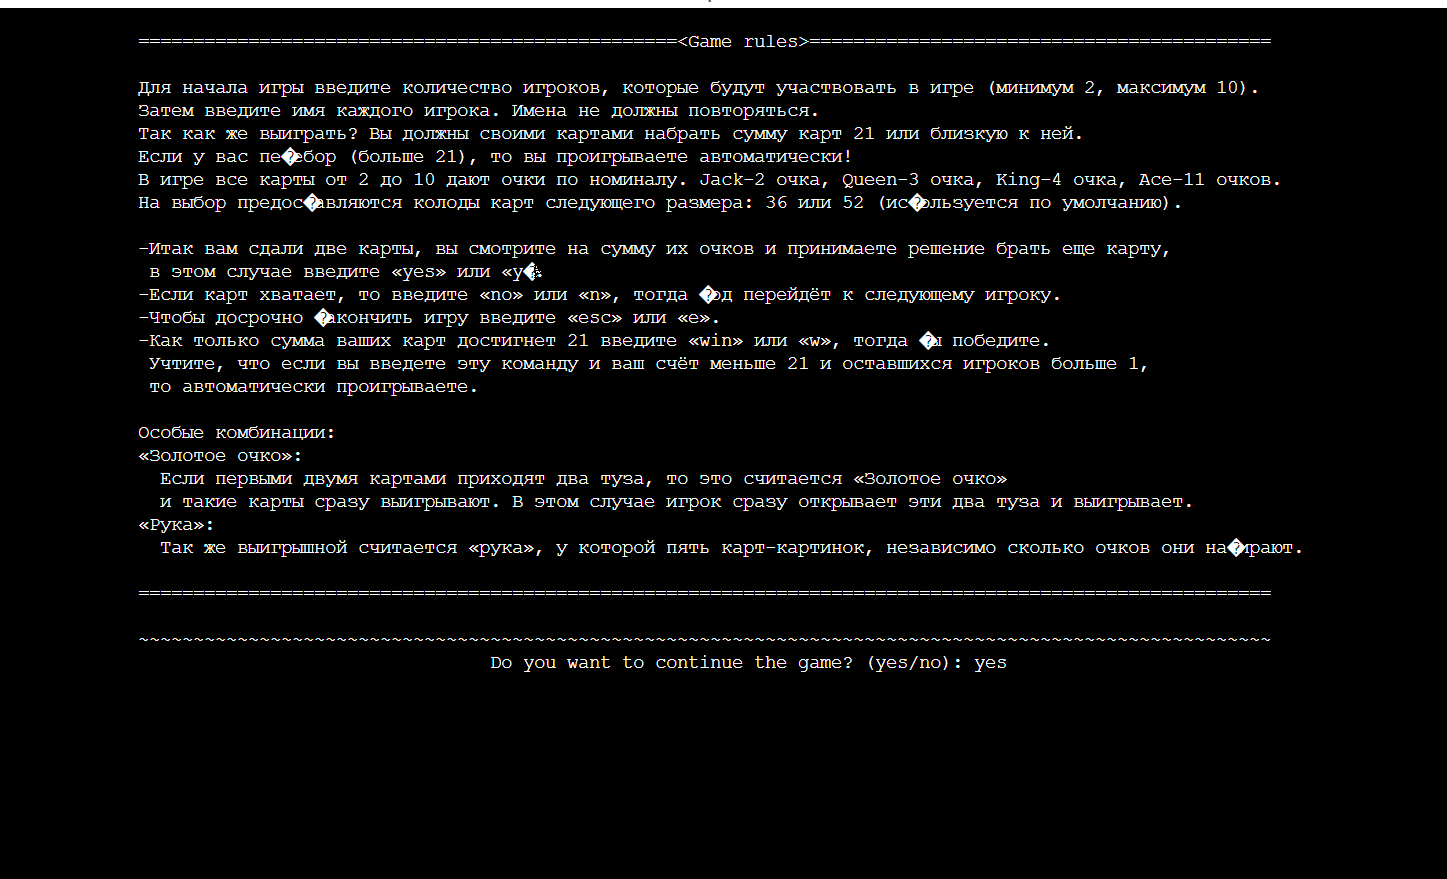 =================================================<Game rules>==========================================
Для начала игры введите количество игроков, которые будут участвовать в игре (минимум 2, максимум 10).
Затем введите имя каждого игрока. Имена не должны повторяться.
Так как же выиграть? Вы должны своими картами набрать сумму карт 21 или близкую к ней.
Если у вас пе�ебор (больше 21), то вы проигрываете автоматически!
В игре все карты от 2 до 10 дают очки по номиналу. Jack-2 очка, Queen-3 очка, King-4 очка, Ace-11 очков.
На выбор предос�авляются колоды карт следующего размера: 36 или 52 (ис�ользуется по умолчанию).
-Итак вам сдали две карты, вы смотрите на сумму их очков и принимаете решение брать еще карту,
в этом случае введите «yes» или «y�.
-Если карт хватает, то введите «no» или «n», тогда �од перейдёт к следующему игроку.
-Чтобы досрочно �акончить игру введите «esc» или «e».
-Как только сумма ваших карт достигнет 21 введите «win» или «w», тогда �ы победите.
Учтите, что если вы введете эту команду и ваш счёт меньше 21 и оставшихся игроков больше 1,
то автоматически проигрываете.
Особые комбинации:
«Золотое очко»:
Если первыми двумя картами приходят два туза, то это считается «Золотое очко»
и такие карты сразу выигрывают. В этом случае игрок сразу открывает эти два туза и выигрывает.
«Рука»:
Так же выигрышной считается «рука», у которой пять карт-картинок, независимо сколько очков они на�ирают.
=======================================================================================================
~~~~~~~~~~~~~~~~~~~~~~~~~~~~~~~~~~~~~~~~~~~~~~~~~~~~~~~~~~~~~~~~~~~~~~~~~~~~~~~~~~~~~~~~~~~~~~~~~~~~~~~
Do you want to continue the game? (yes/no): yes